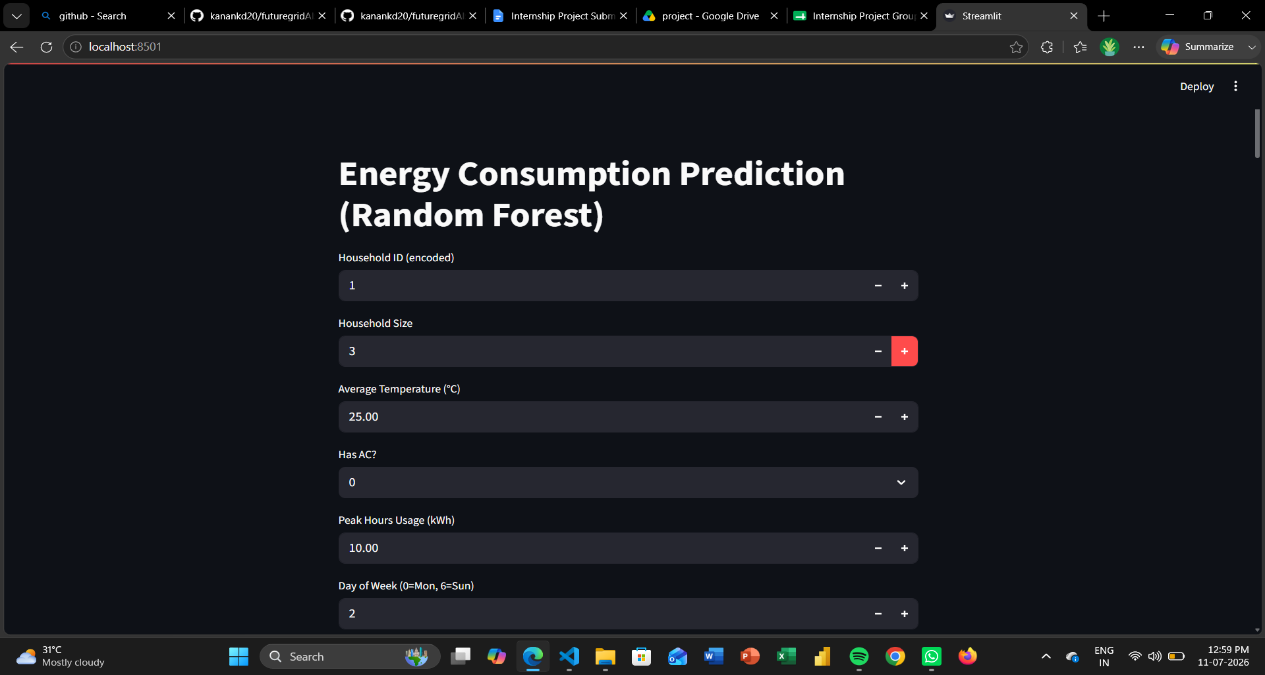 github - Search
kanankd20/futuregridAI
kanankd20/futuregridAI
Internship Project Subm
project - Google Drive
Internship Project Grou
Streamlit
localhost:8501
Summarize
Deploy
Energy Consumption Prediction
(Random Forest)
Household ID (encoded)
1
Household Size
3
Average Temperature (°C)
25.00
Has AC?
0
Peak Hours Usage (kWh)
10.00
Day of Week (0=Mon, 6=Sun)
2
31°C
Mostly cloudy
Search
ENG
IN
12:59 PM
11-07-2026